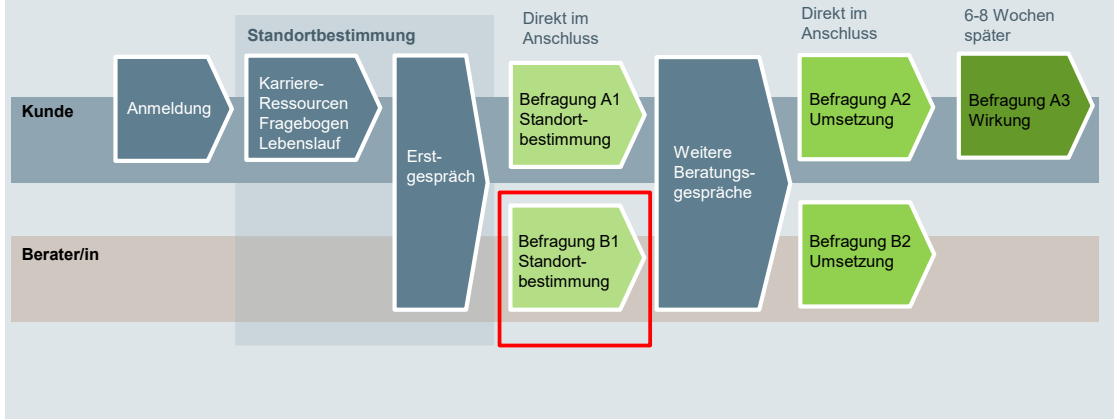 Standortbestimmung
Direkt im
Anschluss
Direkt im
Anschluss
6-8 Wochen
später
Kunde
Anmeldung
Karriere-
Ressourcen
Fragebogen
Lebenslauf
Erst-
gespräch
Befragung A1
Standort-
bestimmung
Weitere
Beratungs-
gespräche
Befragung A2
Umsetzung
Befragung A3
Wirkung
Berater/in
Befragung B1
Standort-
bestimmung
Befragung B2
Umsetzung